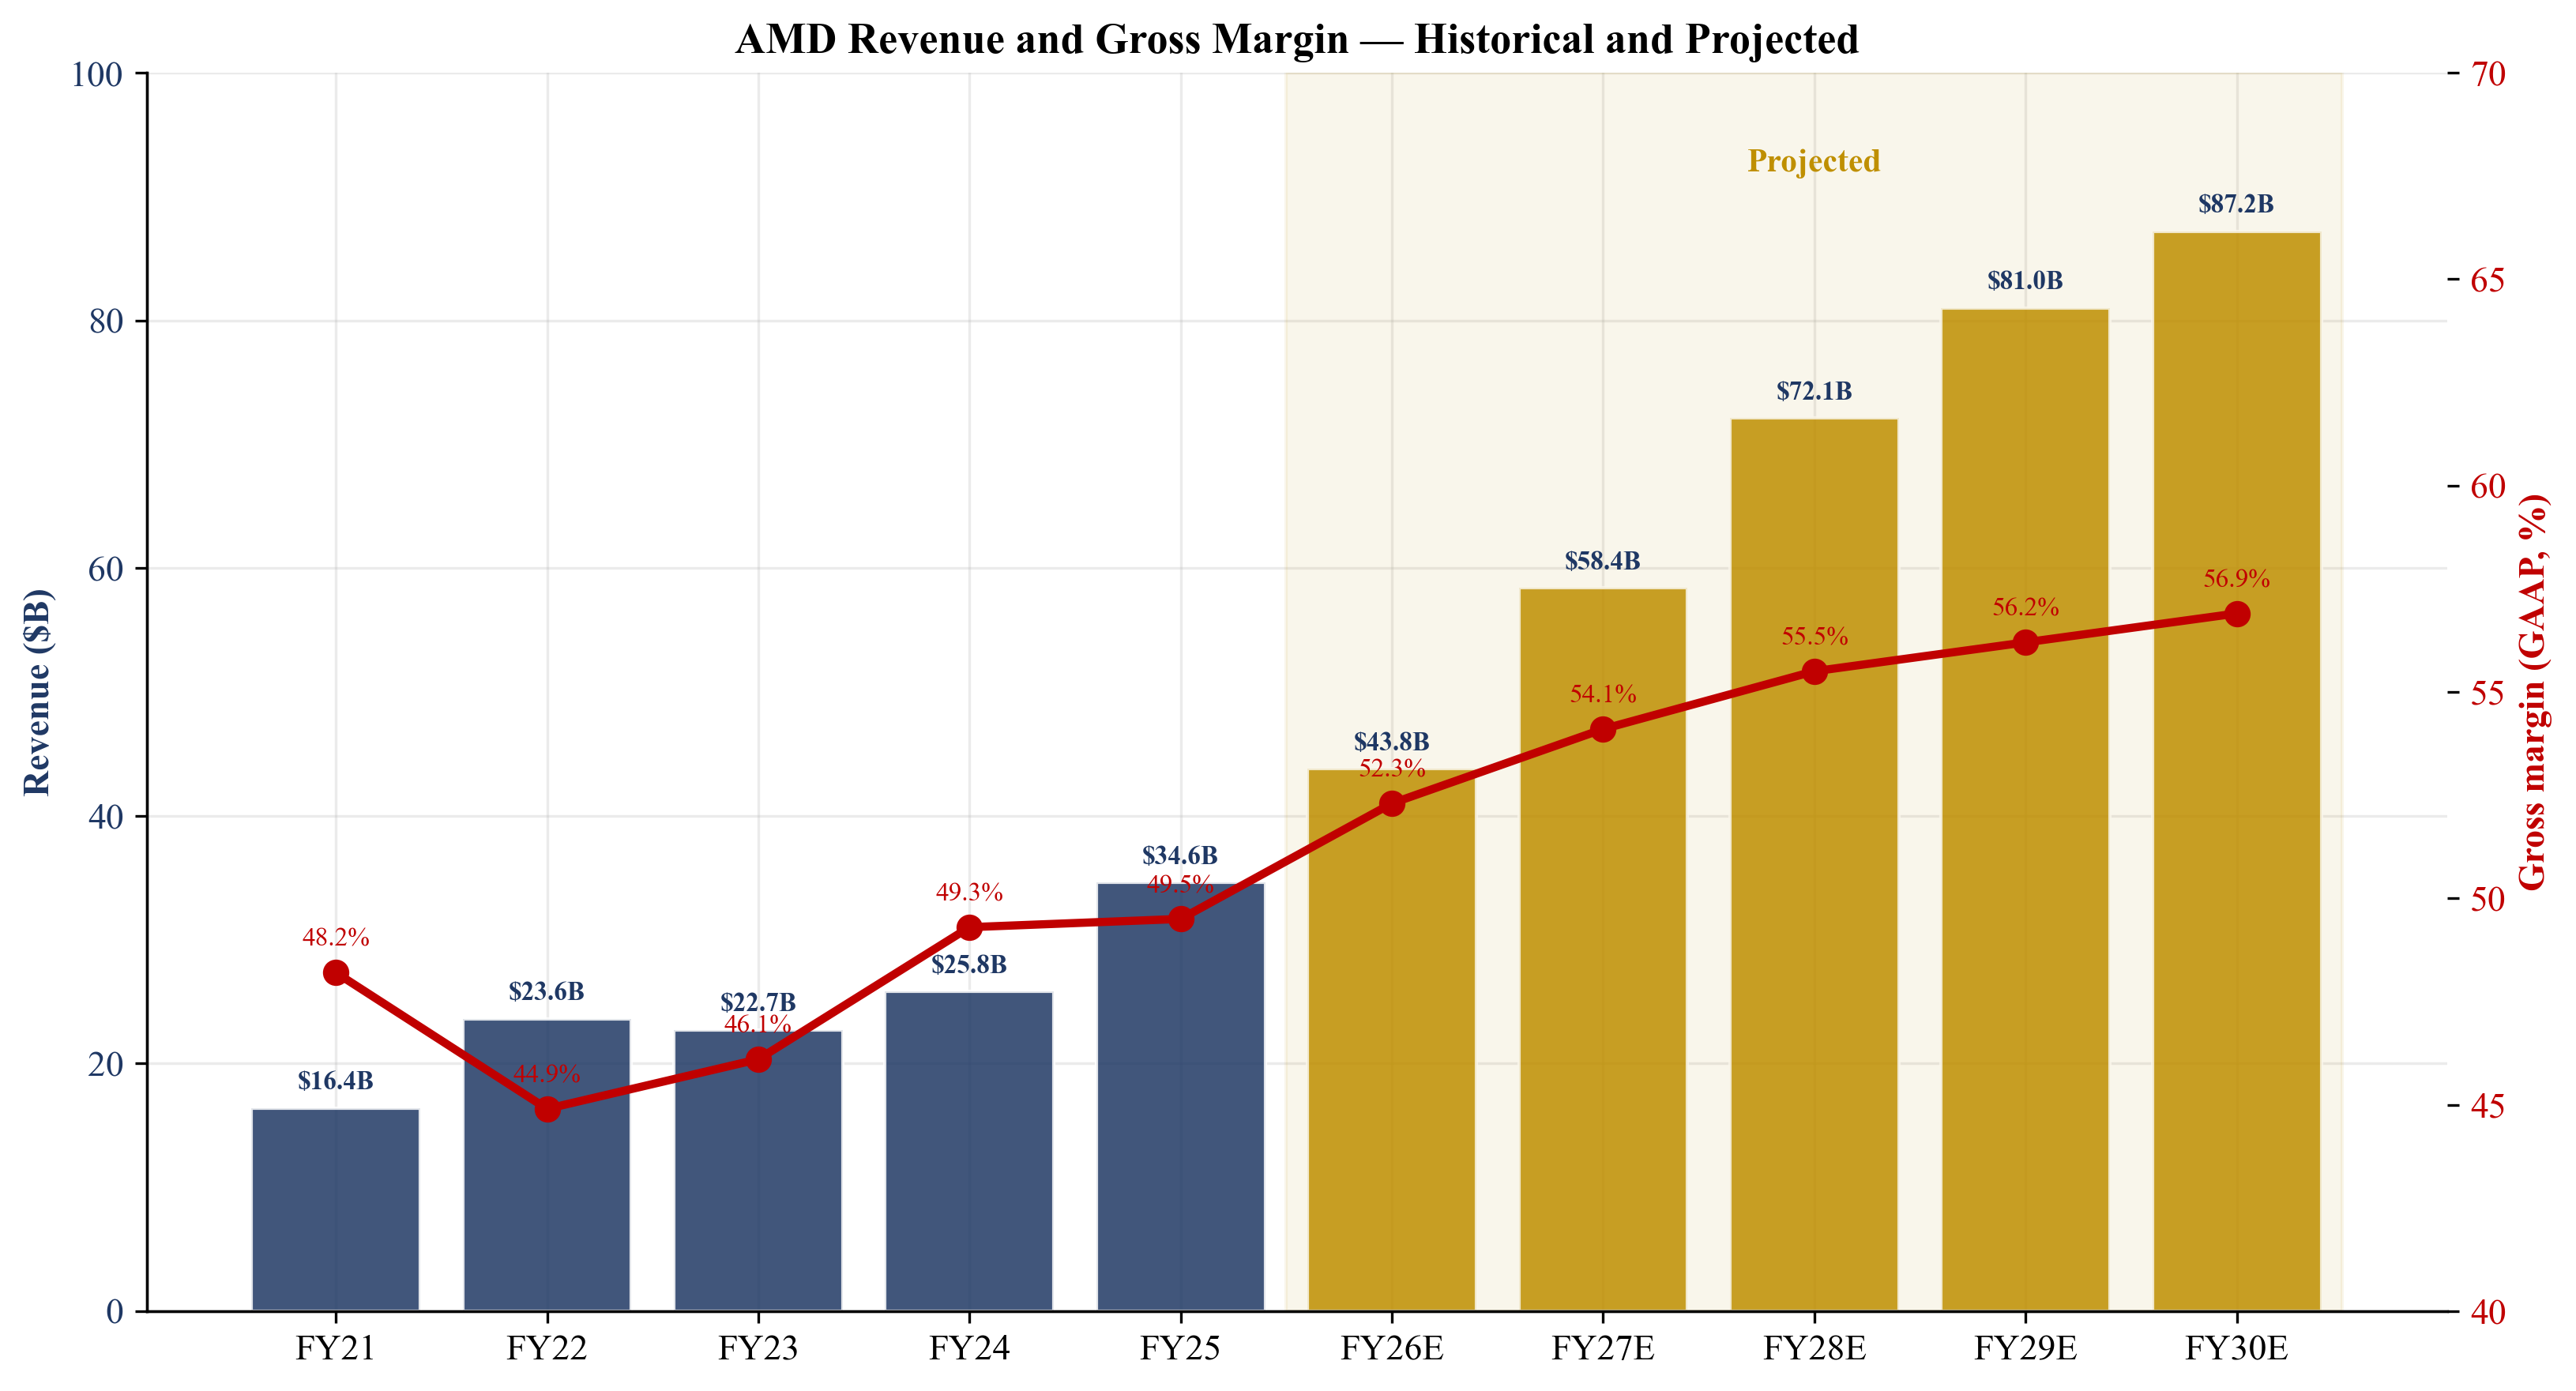 AMD Revenue and Gross Margin — Historical and Projected
Revenue ($B)
100
80
60
40
20
0
Projected
$16.4B
$23.6B
$22.7B
$25.8B
$34.6B
$43.8B
$58.4B
$72.1B
$81.0B
$87.2B
48.2%
44.9%
46.1%
49.3%
49.5%
52.3%
54.1%
55.5%
56.2%
56.9%
70
65
60
55
50
45
40
Gross margin (GAAP, %)
FY21 FY22 FY23 FY24 FY25 FY26E FY27E FY28E FY29E FY30E